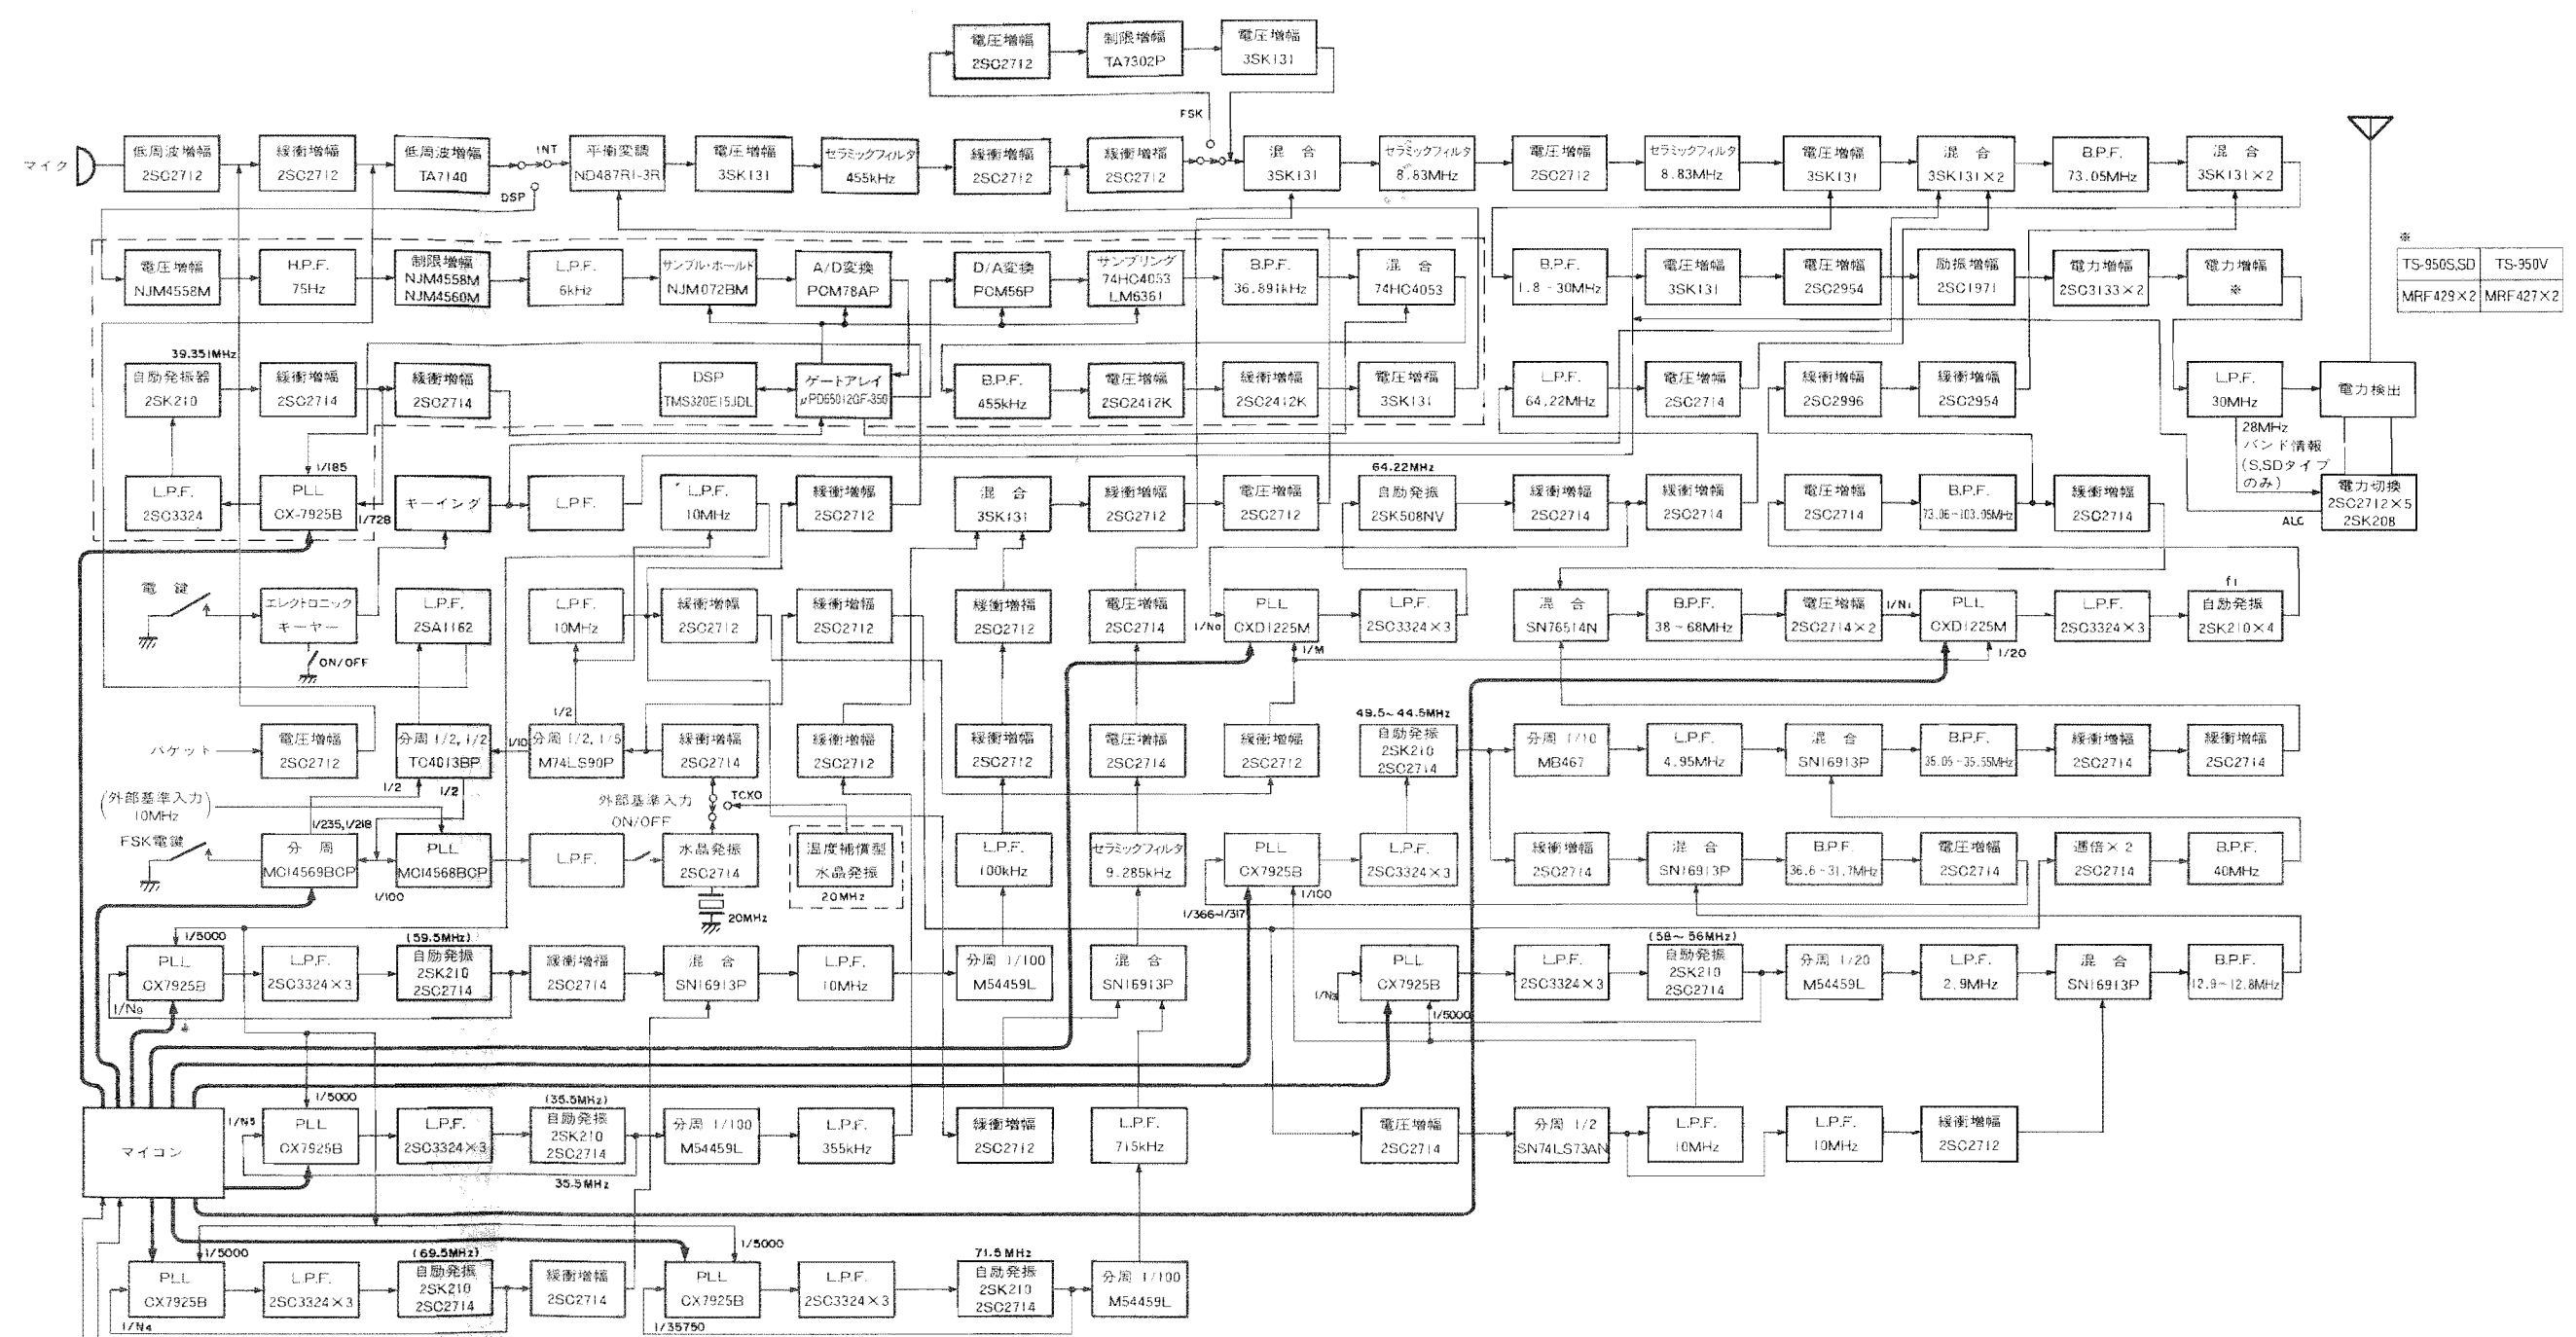 電圧増幅
2SC2712
制限増幅
TA7302P
電圧増幅
3SK131
FSK
マイク
低周波増幅
2SC2712
緩衝増幅
2SC2712
低周波増幅
TA7140
INT
DSP
平衡変調
ND487R1-3R
電圧増幅
3SK131
セラミックフィルタ
455kHz
緩衝増幅
2SC2712
緩衝増幅
2SC2712
混 合
3SK131
セラミックフィルタ
8.83MHz
電圧増幅
2SC2712
セラミックフィルタ
8.83MHz
電圧増幅
3SK131
混 合
3SK131×2
B.P.F.
73.05MHz
混 合
3SK131×2
電圧増幅
NJM4558M
H.P.F.
75Hz
制限増幅
NJM4558M
NJM4560M
L.P.F.
6kHz
サンプル・ホールド
NJM072BM
A/D変換
PCM78AP
D/A変換
PCM56P
サンプリング
74HC4053
LM6361
B.P.F.
36.891kHz
混 合
74HC4053
B.P.F.
1.8~30MHz
電圧増幅
3SK131
電圧増幅
2SC2954
励振増幅
2SC1971
電力増幅
2SC3133×2
電力増幅
※
※
TS-950S,SD TS-950V
MRF429×2 MRF427×2
39.351MHz
自励発振器
2SK210
緩衝増幅
2SC2714
緩衝増幅
2SC2714
DSP
TMS320E15JDL
ゲートアレイ
μPD65012GF-350
B.P.F.
455kHz
電圧増幅
2SC2412K
緩衝増幅
2SC2412K
電圧増幅
3SK131
L.P.F.
64.22MHz
電圧増幅
2SC2714
緩衝増幅
2SC2996
緩衝増幅
2SC2954
L.P.F.
30MHz
電力検出
28MHz
バンド情報
(S,SDタイプ
のみ)
1/185
L.P.F.
2SC3324
PLL
CX-7925B
1/728
キーイング
L.P.F.
L.P.F.
10MHz
緩衝増幅
2SC2712
混 合
3SK131
緩衝増幅
2SC2712
電圧増幅
2SC2712
64.22MHz
自励発振
2SK508NV
緩衝増幅
2SC2714
緩衝増幅
2SC2714
電圧増幅
2SC2714
B.P.F.
73.05~103.05MHz
緩衝増幅
2SC2714
ALC
電力切換
2SC2712×5
2SK208
電 鍵
エレクトロニック
キーヤー
ON/OFF
L.P.F.
2SA1162
L.P.F.
10MHz
緩衝増幅
2SC2712
緩衝増幅
2SC2712
緩衝増幅
2SC2712
電圧増幅
2SC2714
1/N0
PLL
CXD1225M
1/M
L.P.F.
2SC3324×3
混 合
SN76514N
B.P.F.
38~68MHz
電圧増幅
2SC2714×2
1/N1
PLL
CXD1225M
1/20
L.P.F.
2SC3324×3
f1
自励発振
2SK210×4
パケット
電圧増幅
2SC2712
分周 1/2, 1/2
TC4013BP
1/10
1/2
分周 1/2, 1/5
M74LS90P
緩衝増幅
2SC2714
緩衝増幅
2SC2712
緩衝増幅
2SC2712
電圧増幅
2SC2714
緩衝増幅
2SC2712
49.5~44.5MHz
自励発振
2SK210
2SC2714
分周 1/10
MB467
L.P.F.
4.95MHz
混 合
SN16913P
B.P.F.
35.05~35.55MHz
緩衝増幅
2SC2714
緩衝増幅
2SC2714
(外部基準入力)
10MHz
1/2
1/2
外部基準入力
ON/OFF
TCXO
FSK電鍵
1/235, 1/218
分 周
MC14569BCP
PLL
MC14568BCP
1/100
L.P.F.
水晶発振
2SC2714
20MHz
温度補償型
水晶発振
20MHz
L.P.F.
100kHz
セラミックフィルタ
9.285kHz
PLL
CX7925B
1/100
1/366~1/317
L.P.F.
2SC3324×3
緩衝増幅
2SC2714
混 合
SN16913P
B.P.F.
36.6~31.7MHz
電圧増幅
2SC2714
逓倍×2
2SC2714
B.P.F.
40MHz
1/5000
PLL
CX7925B
1/N9
L.P.F.
2SC3324×3
(59.5MHz)
自励発振
2SK210
2SC2714
緩衝増幅
2SC2714
混 合
SN16913P
L.P.F.
10MHz
分周 1/100
M54459L
混 合
SN16913P
PLL
CX7925B
1/N3
1/5000
L.P.F.
2SC3324×3
(58~56MHz)
自励発振
2SK210
2SC2714
分周 1/20
M54459L
L.P.F.
2.9MHz
混 合
SN16913P
B.P.F.
12.9~12.8MHz
マイコン
1/N5
1/5000
PLL
CX7925B
L.P.F.
2SC3324×3
(35.5MHz)
自励発振
2SK210
2SC2714
35.5MHz
分周 1/100
M54459L
L.P.F.
355kHz
緩衝増幅
2SC2712
L.P.F.
715kHz
電圧増幅
2SC2714
分周 1/2
SN74LS73AN
L.P.F.
10MHz
L.P.F.
10MHz
緩衝増幅
2SC2712
1/5000
PLL
CX7925B
1/N4
L.P.F.
2SC3324×3
(69.5MHz)
自励発振
2SK210
2SC2714
緩衝増幅
2SC2714
1/5000
PLL
CX7925B
1/35750
L.P.F.
2SC3324×3
71.5MHz
自励発振
2SK210
2SC2714
分周 1/100
M54459L